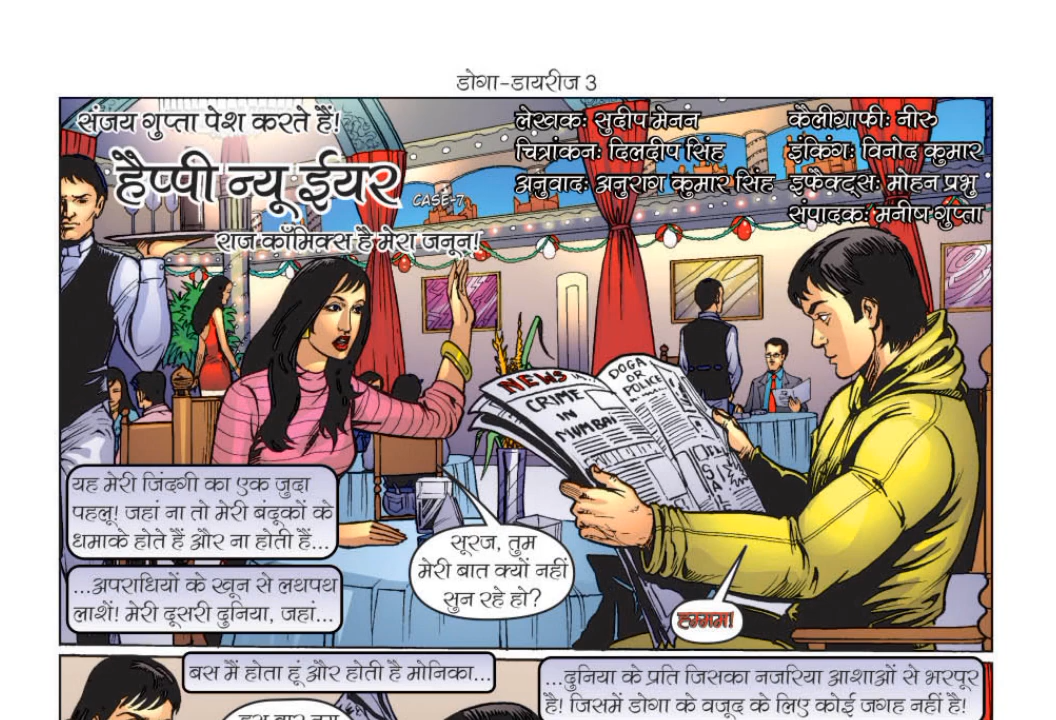 डोगा-डायरीज 3
संजय गुप्ता पेश करते हैं!
हैप्पी न्यू ईयर
CASE-7
राज कॉमिक्स है मेरा जनून!
लेखक: सुदीप मेनन
चित्रांकन: दिलदीप सिंह
अनुवाद: अनुराग कुमार सिंह
कैलीग्राफी: नीरु
इंकिंग: विनोद कुमार
इफैक्ट्स: मोहन प्रभु
संपादक: मनीष गुप्ता
NEWS
CRIME
IN
MUMBAI
DOGA
OR
POLICE
यह मेरी जिंदगी का एक जुदा
पहलू! जहां ना तो मेरी बंदूकों के
धमाके होते हैं और ना होती हैं...
...अपराधियों के खून से लथपथ
लाशें! मेरी दूसरी दुनिया, जहां...
सूरज, तुम
मेरी बात क्यों नहीं
सुन रहे हो?
हम्मम!
बस मैं होता हूं और होती है मोनिका...
...दुनिया के प्रति जिसका नजरिया आशाओं से भरपूर
है! जिसमें डोगा के वजूद के लिए कोई जगह नहीं है!